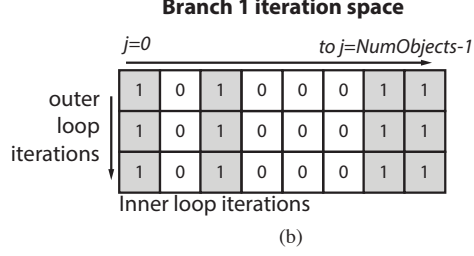 Branch 1 iteration space
j=0 to j=NumObjects-1
outer
loop
iterations
1 0 1 0 0 0 1 1
1 0 1 0 0 0 1 1
1 0 1 0 0 0 1 1
Inner loop iterations
(b)